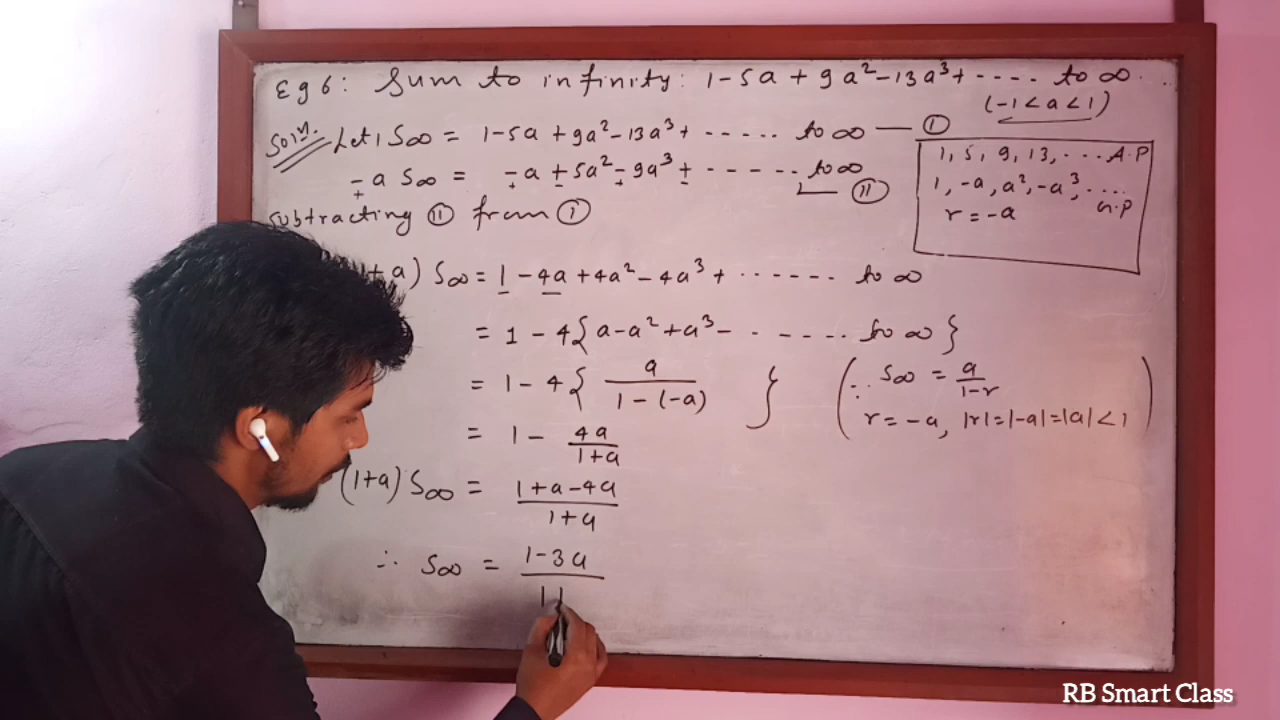 Eg 6: Sum to infinity: 1-5a + 9a²-13a³+ ---- to ∞.
(-1<a<1)
Soln. Let, S∞ = 1-5a+9a²-13a³+ ----- to ∞ — ①
-a S∞ = -a+5a²-9a³+ ------ to ∞
+ + - + -
— ②
1, 5, 9, 13, ... A.P
1, -a, a², -a³, ....
G.P
r = -a
Subtracting ② from ①
+a) S∞ = 1 - 4a + 4a² - 4a³ + ------ to ∞
= 1 - 4{a-a²+a³- ------ to ∞}
= 1 - 4{ a / 1-(-a) }
(∵ S∞ = a / 1-r
r = -a, |r|=|-a|=|a|<1)
= 1 - 4a / 1+a
(1+a) S∞ = 1+a-4a / 1+a
∴ S∞ = 1-3a /
RB Smart Class